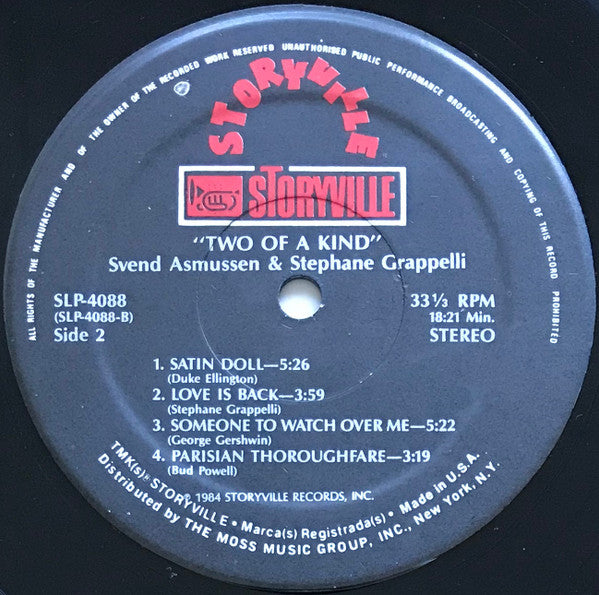 ALL RIGHTS OF THE MANUFACTURER AND OF THE OWNER OF THE RECORDED WORK RESERVED UNAUTHORISED PUBLIC PERFORMANCE BROADCASTING AND COPYING OF THIS RECORD PROHIBITED
STORYVILLE
STORYVILLE
"TWO OF A KIND"
Svend Asmussen & Stephane Grappelli
SLP-4088
(SLP-4088-B)
Side 2
33⅓ RPM
18:21 Min.
STEREO
1. SATIN DOLL—5:26
(Duke Ellington)
2. LOVE IS BACK—3:59
(Stephane Grappelli)
3. SOMEONE TO WATCH OVER ME—5:22
(George Gershwin)
4. PARISIAN THOROUGHFARE—3:19
(Bud Powell)
℗ 1984 STORYVILLE RECORDS, INC.
TMK(s)® STORYVILLE • Marca(s) Registrada(s) • Made in U.S.A.
Distributed by THE MOSS MUSIC GROUP, INC., New York, N.Y.